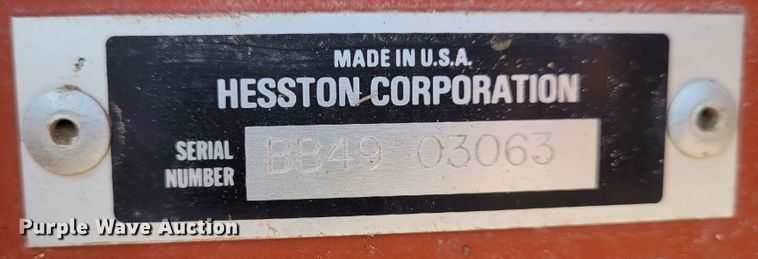 MADE IN U.S.A.
HESSTON CORPORATION
SERIAL
NUMBER
BB49 03063
Purple Wave Auction